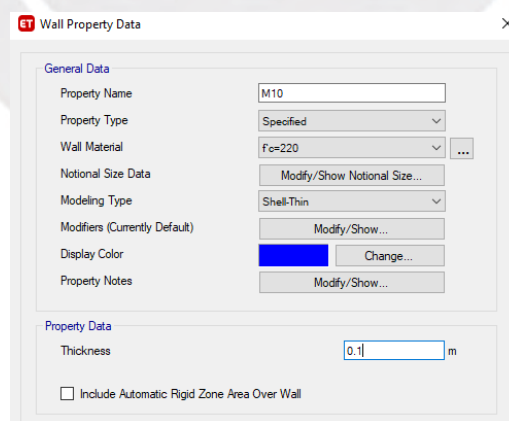 ET Wall Property Data
General Data
Property Name M10
Property Type Specified
Wall Material f'c=220 ...
Notional Size Data Modify/Show Notional Size...
Modeling Type Shell-Thin
Modifiers (Currently Default) Modify/Show...
Display Color Change...
Property Notes Modify/Show...
Property Data
Thickness 0.1 m
Include Automatic Rigid Zone Area Over Wall